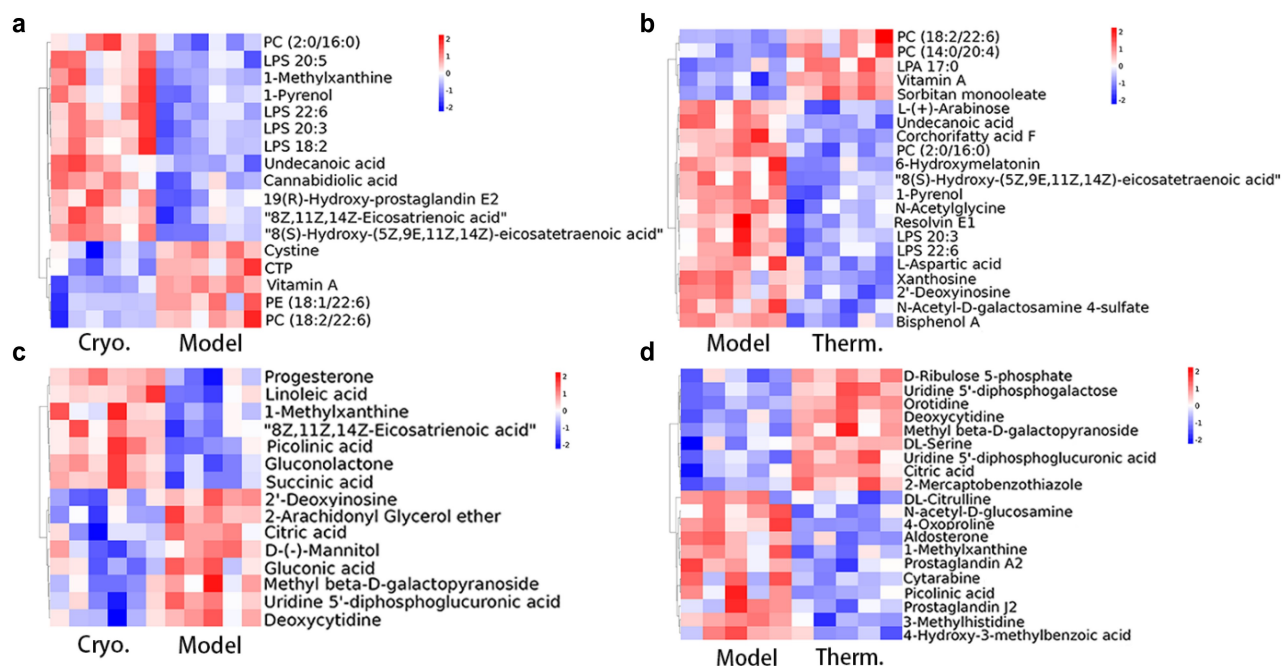 a
PC (2:0/16:0)
LPS 20:5
1-Methylxanthine
1-Pyrenol
LPS 22:6
LPS 20:3
LPS 18:2
Undecanoic acid
Cannabidiolic acid
19(R)-Hydroxy-prostaglandin E2
"8Z,11Z,14Z-Eicosatrienoic acid"
"8(S)-Hydroxy-(5Z,9E,11Z,14Z)-eicosatetraenoic acid"
Cystine
CTP
Vitamin A
PE (18:1/22:6)
PC (18:2/22:6)
2
1
0
-1
-2
Cryo. Model
b
PC (18:2/22:6)
PC (14:0/20:4)
LPA 17:0
Vitamin A
Sorbitan monooleate
L-(+)-Arabinose
Undecanoic acid
Corchorifatty acid F
PC (2:0/16:0)
6-Hydroxymelatonin
"8(S)-Hydroxy-(5Z,9E,11Z,14Z)-eicosatetraenoic acid"
1-Pyrenol
N-Acetylglycine
Resolvin E1
LPS 20:3
LPS 22:6
L-Aspartic acid
Xanthosine
2'-Deoxyinosine
N-Acetyl-D-galactosamine 4-sulfate
Bisphenol A
2
1
0
-1
-2
Model Therm.
c
Progesterone
Linoleic acid
1-Methylxanthine
"8Z,11Z,14Z-Eicosatrienoic acid"
Picolinic acid
Gluconolactone
Succinic acid
2'-Deoxyinosine
2-Arachidonyl Glycerol ether
Citric acid
D-(-)-Mannitol
Gluconic acid
Methyl beta-D-galactopyranoside
Uridine 5'-diphosphoglucuronic acid
Deoxycytidine
2
1
0
-1
-2
Cryo. Model
d
D-Ribulose 5-phosphate
Uridine 5'-diphosphogalactose
Orotidine
Deoxycytidine
Methyl beta-D-galactopyranoside
DL-Serine
Uridine 5'-diphosphoglucuronic acid
Citric acid
2-Mercaptobenzothiazole
DL-Citrulline
N-acetyl-D-glucosamine
4-Oxoproline
Aldosterone
1-Methylxanthine
Prostaglandin A2
Cytarabine
Picolinic acid
Prostaglandin J2
3-Methylhistidine
4-Hydroxy-3-methylbenzoic acid
2
1
0
-1
-2
Model Therm.